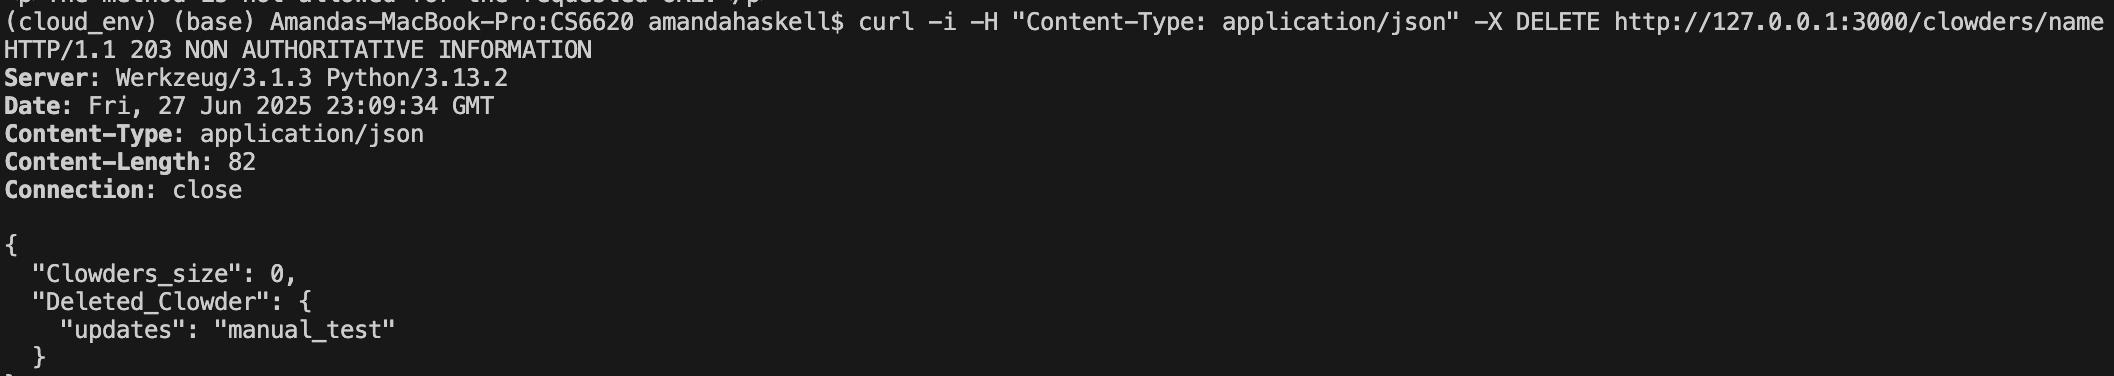 (cloud_env) (base) Amandas-MacBook-Pro:CS6620 amandahaskell$ curl -i -H "Content-Type: application/json" -X DELETE http://127.0.0.1:3000/clowders/name
HTTP/1.1 203 NON AUTHORITATIVE INFORMATION
Server: Werkzeug/3.1.3 Python/3.13.2
Date: Fri, 27 Jun 2025 23:09:34 GMT
Content-Type: application/json
Content-Length: 82
Connection: close
{
  "Clowders_size": 0,
  "Deleted_Clowder": {
    "updates": "manual_test"
  }